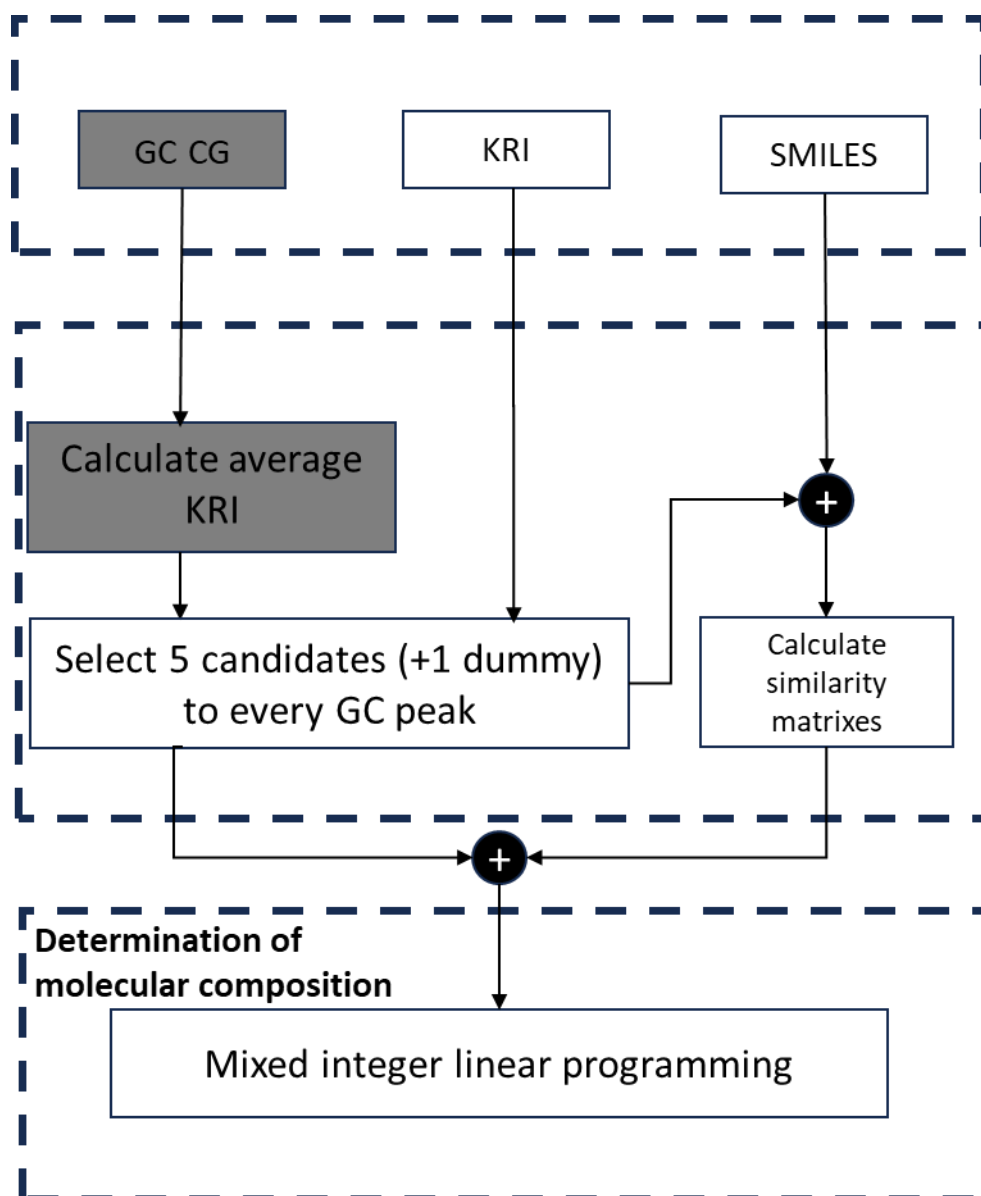 GC CG
KRI
SMILES
Calculate average
KRI
+
Select 5 candidates (+1 dummy)
to every GC peak
Calculate
similarity
matrixes
+
Determination of
molecular composition
Mixed integer linear programming